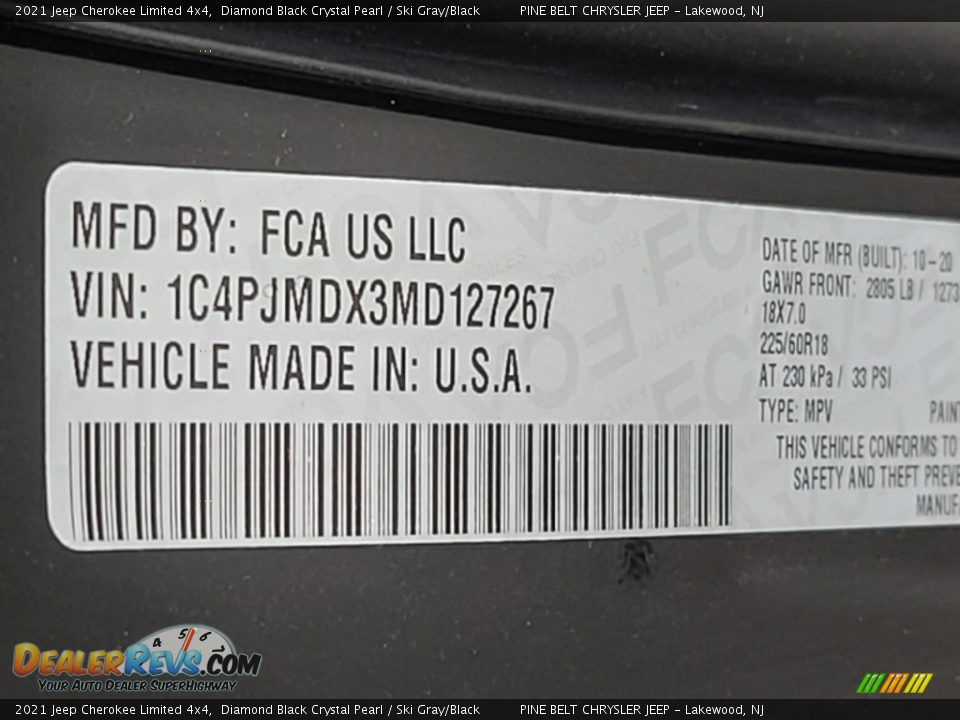 2021 Jeep Cherokee Limited 4x4, Diamond Black Crystal Pearl / Ski Gray/Black PINE BELT CHRYSLER JEEP - Lakewood, NJ
MFD BY: FCA US LLC
VIN: 1C4PJMDX3MD127267
VEHICLE MADE IN: U.S.A.
DATE OF MFR (BUILT): 10-20
GAWR FRONT: 2805 LB / 1273
18X7.0
225/60R18
AT 230 kPa / 33 PSI
TYPE: MPV PAINT
THIS VEHICLE CONFORMS TO
SAFETY AND THEFT PREVE
MANUF
4 5 6
DEALERREVS.COM
YOUR AUTO DEALER SUPERHIGHWAY
2021 Jeep Cherokee Limited 4x4, Diamond Black Crystal Pearl / Ski Gray/Black PINE BELT CHRYSLER JEEP - Lakewood, NJ